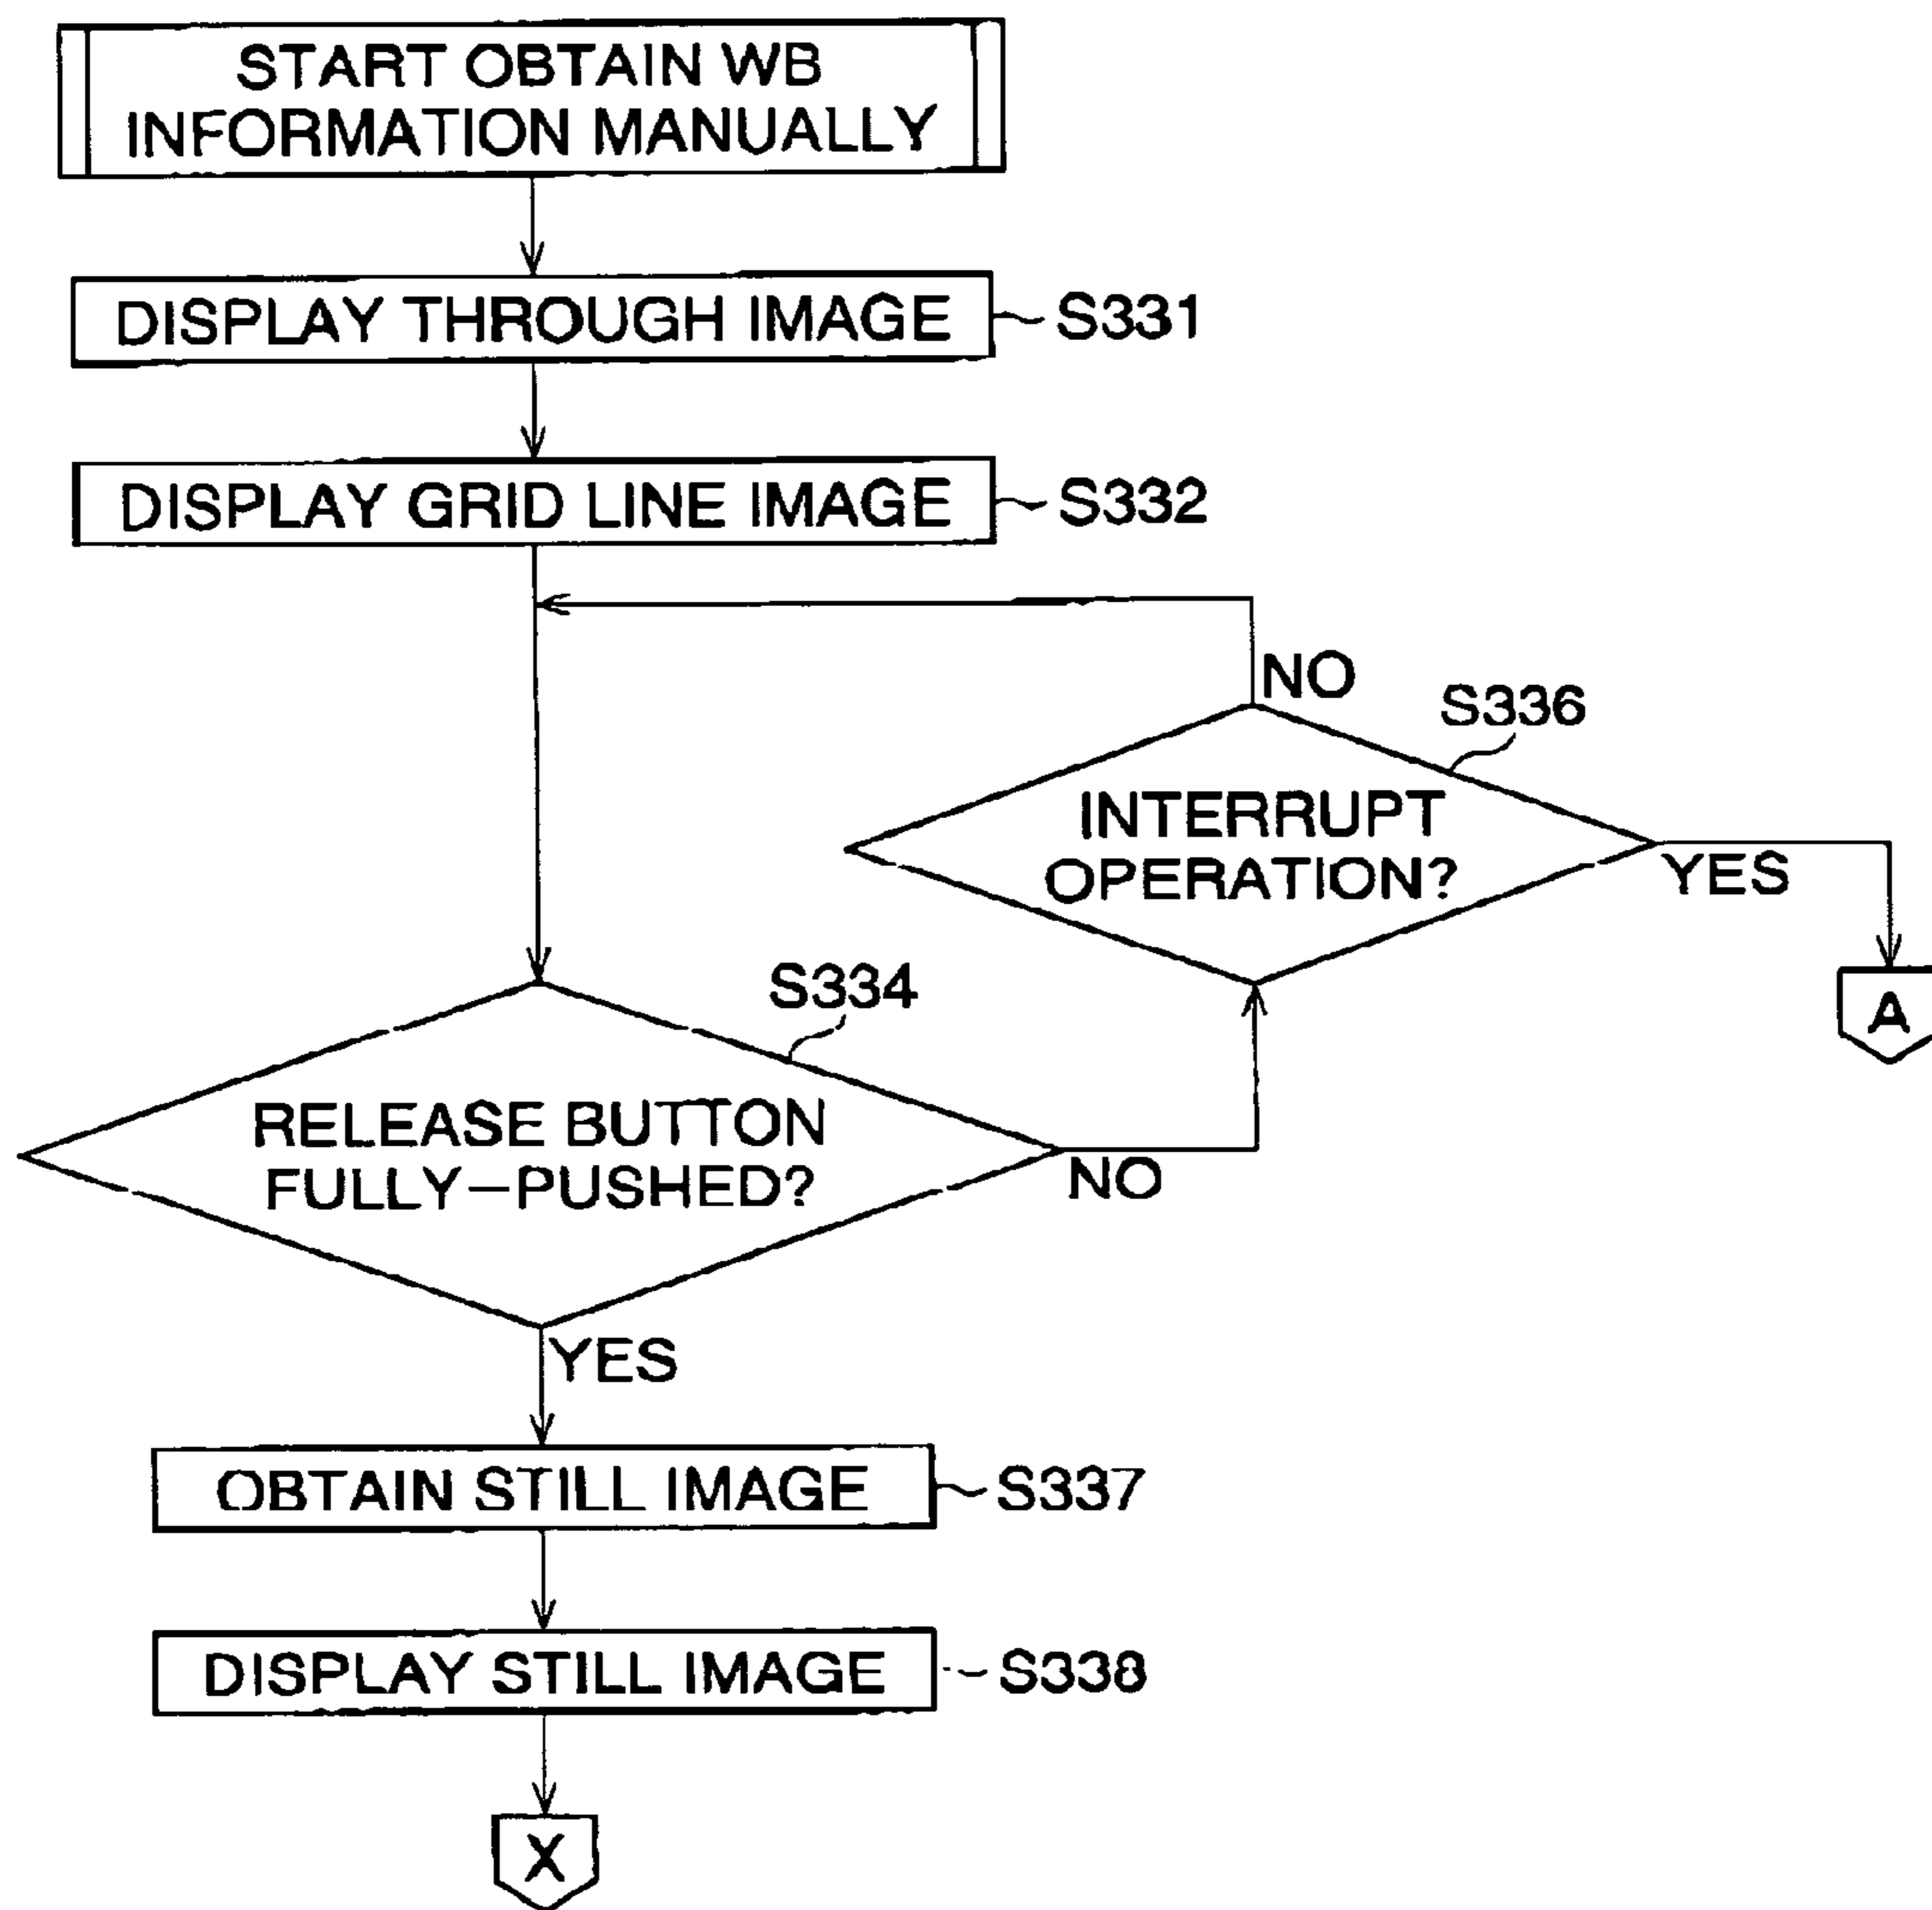 START OBTAIN WB
INFORMATION MANUALLY
DISPLAY THROUGH IMAGE
S331
DISPLAY GRID LINE IMAGE
S332
NO
S336
INTERRUPT
OPERATION?
YES
A
S334
RELEASE BUTTON
FULLY-PUSHED?
NO
YES
OBTAIN STILL IMAGE
S337
DISPLAY STILL IMAGE
S338
X